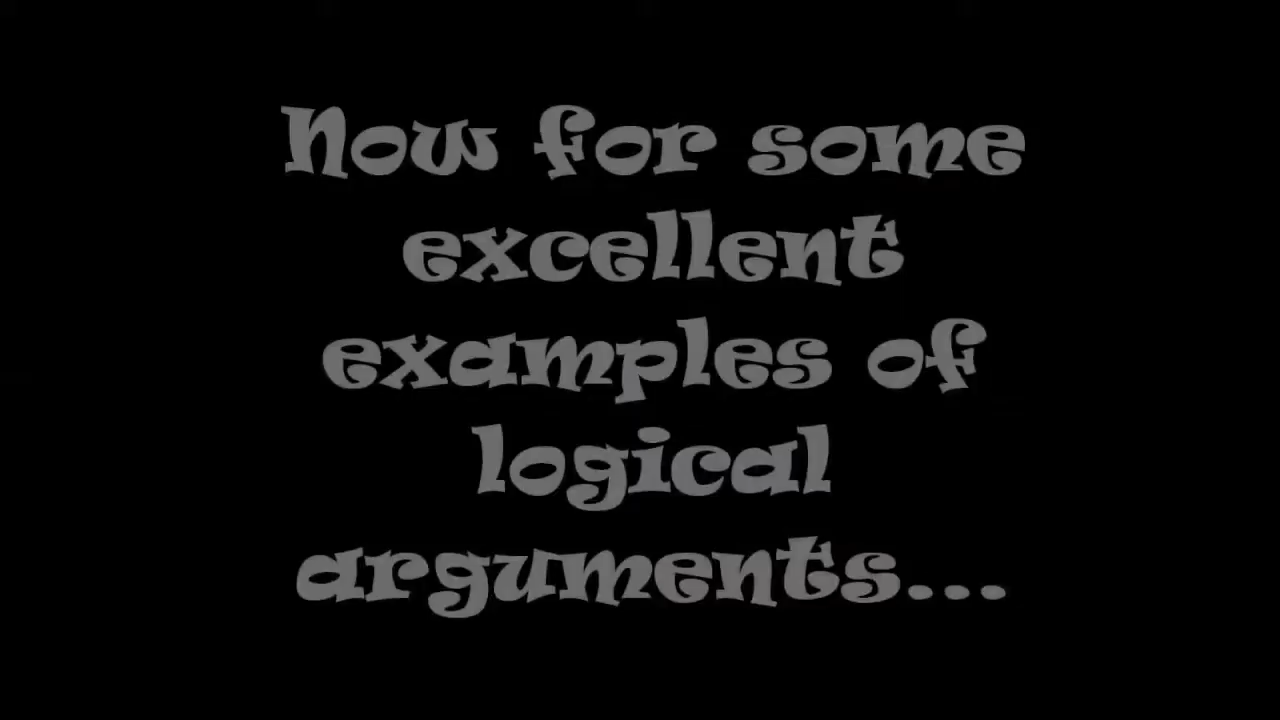 Now for some
excellent
examples of
logical
arguments...